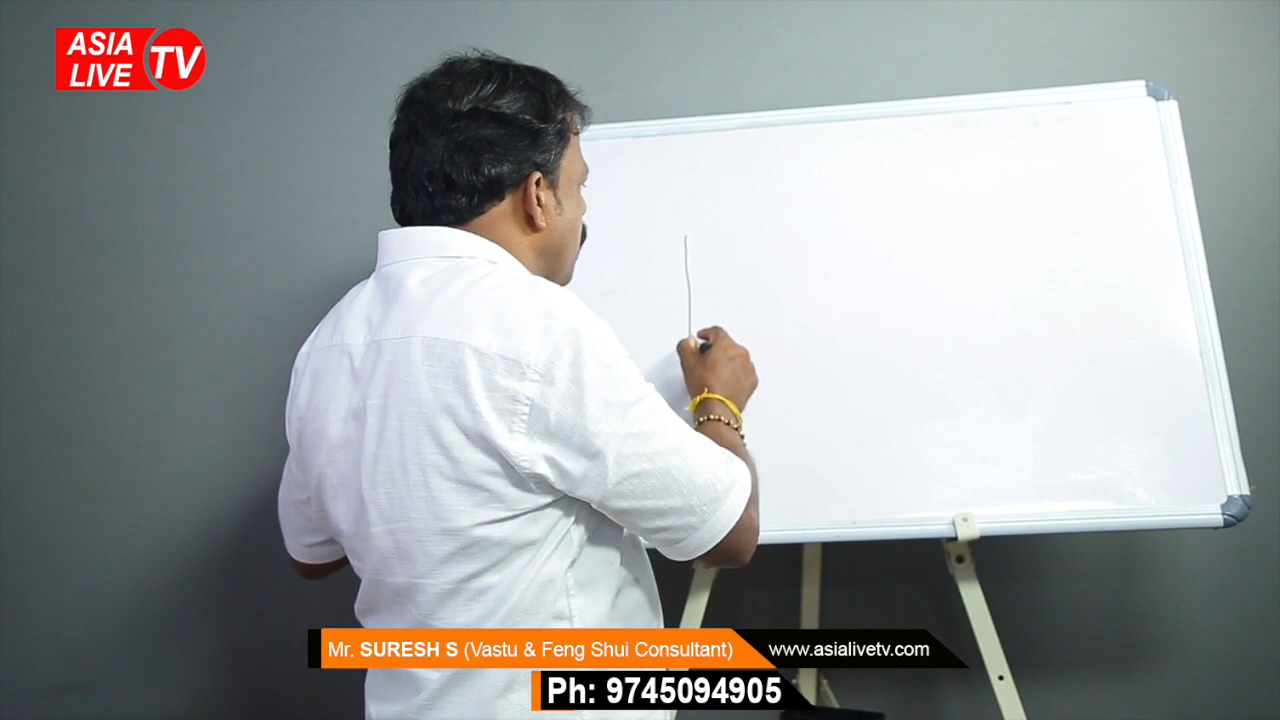 ASIA
LIVE
TV
Mr. SURESH S (Vastu & Feng Shui Consultant)
www.asialivetv.com
Ph: 9745094905